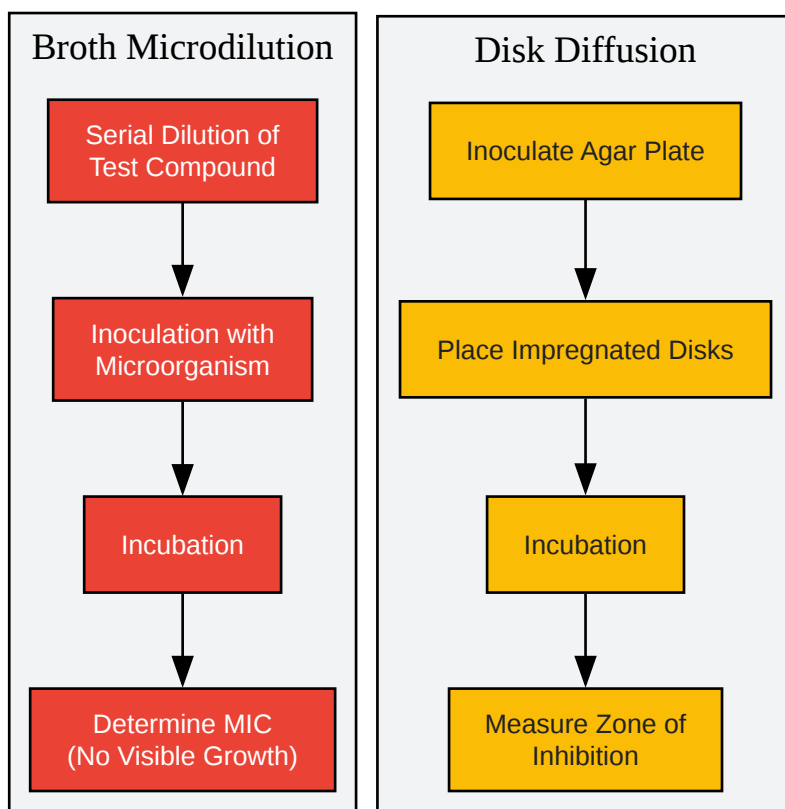 Broth Microdilution
Serial Dilution of
Test Compound
Inoculation with
Microorganism
Incubation
Determine MIC
(No Visible Growth)
Disk Diffusion
Inoculate Agar Plate
Place Impregnated Disks
Incubation
Measure Zone of
Inhibition